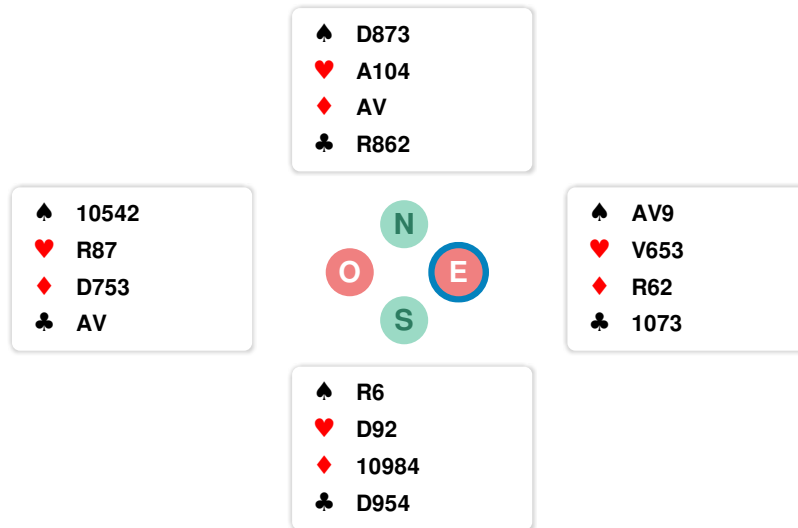 ♠ D873
♥ A104
♦ AV
♣ R862
♠ 10542
♥ R87
♦ D753
♣ AV
N
O E
S
♠ AV9
♥ V653
♦ R62
♣ 1073
♠ R6
♥ D92
♦ 10984
♣ D954